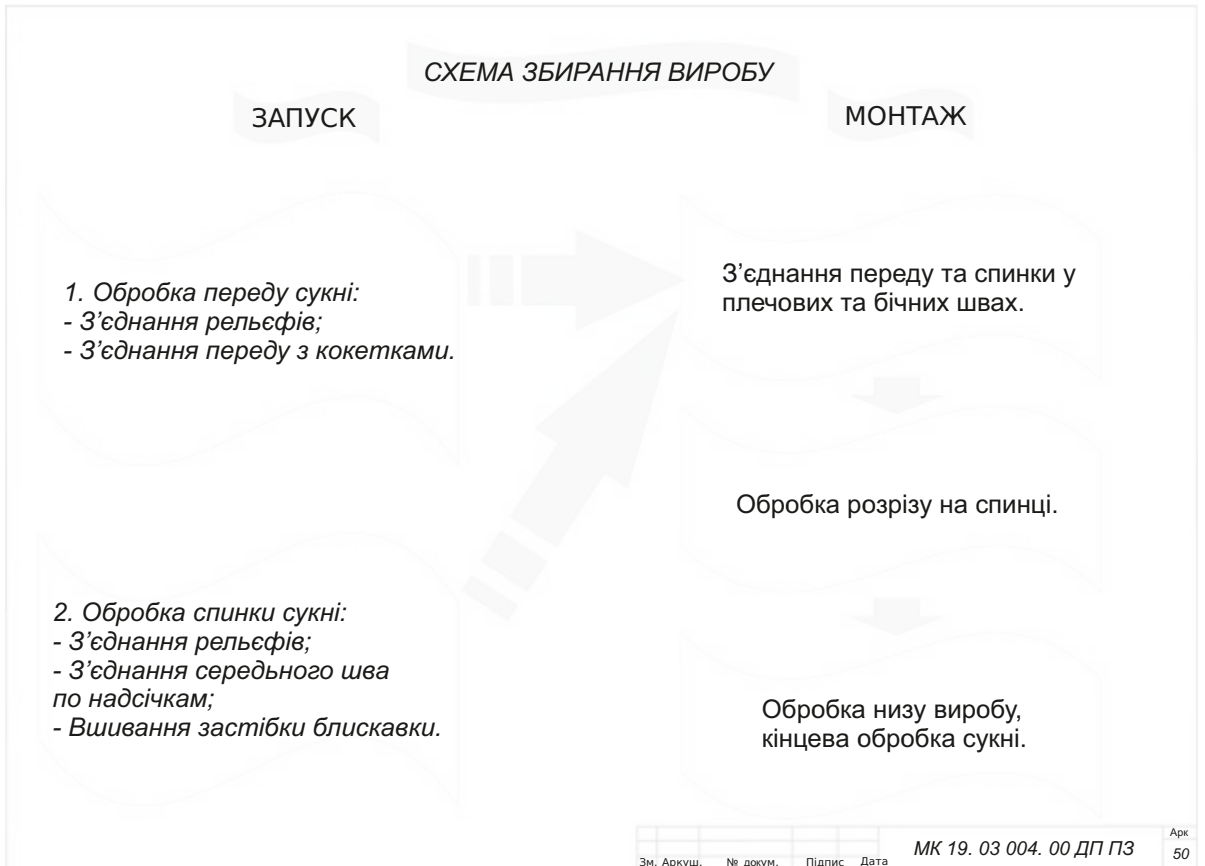 СХЕМА ЗБИРАННЯ ВИРОБУ
ЗАПУСК
МОНТАЖ
1. Обробка переду сукні:
- З’єднання рельєфів;
- З’єднання переду з кокетками.
2. Обробка спинки сукні:
- З’єднання рельєфів;
- З’єднання середьного шва
по надсічкам;
- Вшивання застібки блискавки.
З’єднання переду та спинки у
плечових та бічних швах.
Обробка розрізу на спинці.
Обробка низу виробу,
кінцева обробка сукні.
Зм. Аркуш. № докум. Підпис Дата
МК 19. 03 004. 00 ДП ПЗ
Арк
50